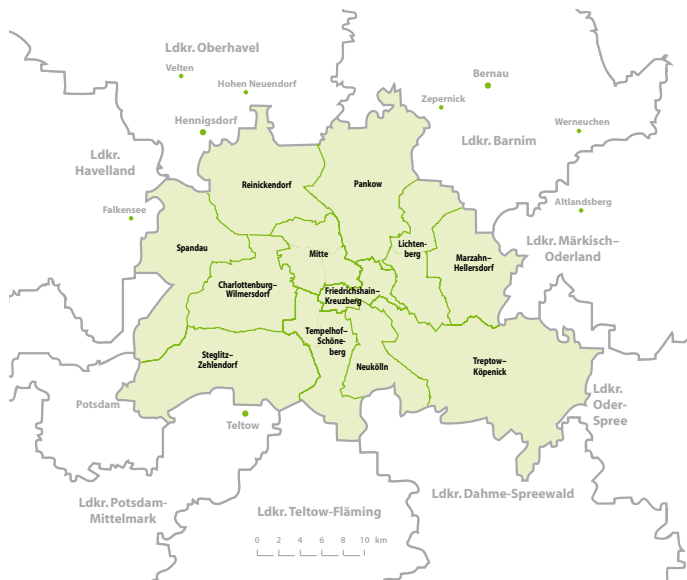 Ldkr. Oberhavel
Velten
Hohen Neuendorf
Bernau
Zepernick
Hennigsdorf
Werneuchen
Ldkr. Barnim
Ldkr.
Havelland
Reinickendorf
Pankow
Falkensee
Altlandsberg
Spandau
Mitte
Lichten-
berg
Marzahn–
Hellersdorf
Ldkr. Märkisch–
Oderland
Charlottenburg–
Wilmersdorf
Friedrichshain–
Kreuzberg
Tempelhof–
Schöne-
berg
Steglitz–
Zehlendorf
Neukölln
Treptow–
Köpenick
Potsdam
Teltow
Ldkr.
Oder-
Spree
Ldkr. Potsdam-
Mittelmark
Ldkr. Teltow-Fläming
Ldkr. Dahme-Spreewald
0 2 4 6 8 10 km